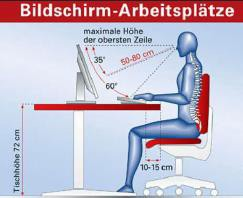 Bildschirm-Arbeitsplätze
maximale Höhe
der obersten Zeile
35°
50-80 cm
60°
10-15 cm
Tischhöhe 72 cm